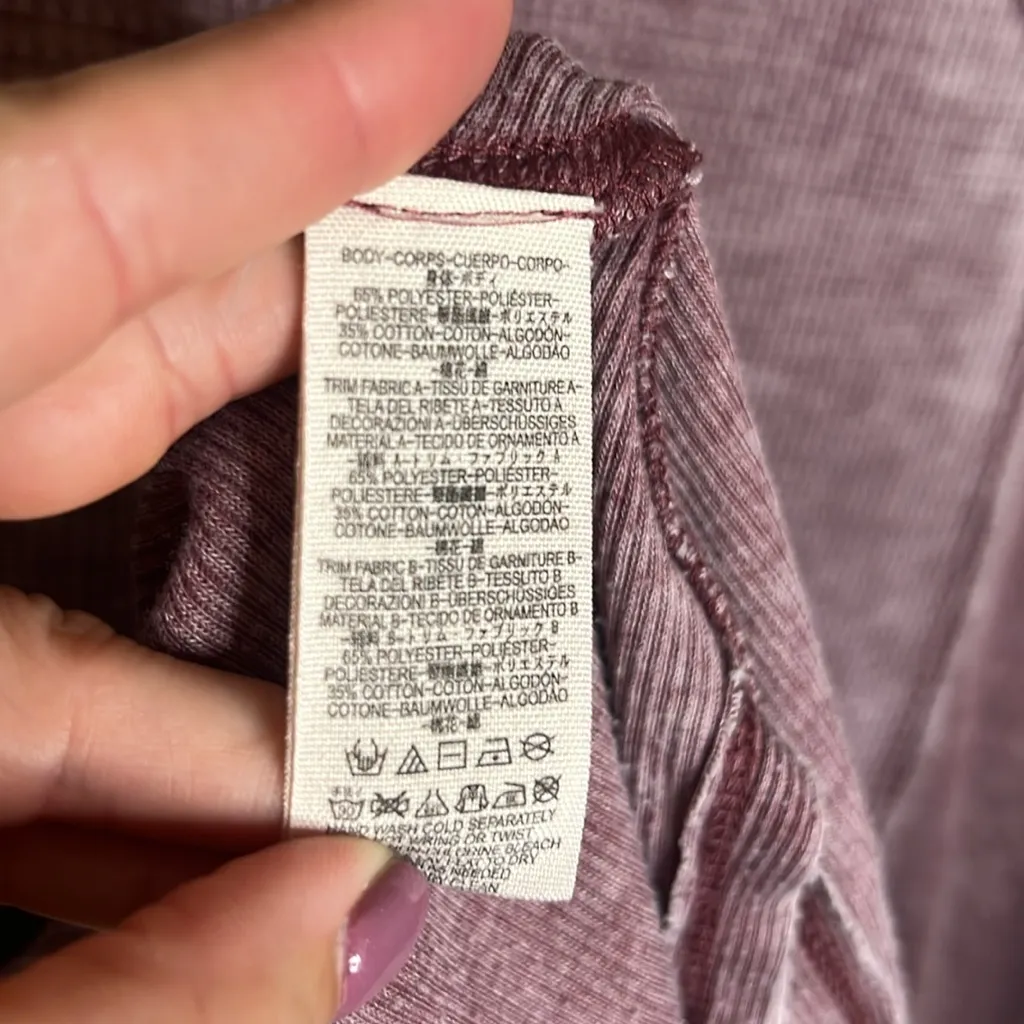 BODY-CORPS-CUERPO-CORPO-
身体-ボディ
65% POLYESTER-POLIÉSTER-
POLIESTERE-聚酯纖維-ポリエステル
35% COTTON-COTON-ALGODÓN-
COTONE-BAUMWOLLE-ALGODÃO
-棉花-綿
TRIM FABRIC A-TISSU DE GARNITURE A-
TELA DEL RIBETE A-TESSUTO A
DECORAZIONI A-ÜBERSCHÜSSIGES
MATERIAL A-TECIDO DE ORNAMENTO A
A-トリム・ファブリック A
65% POLYESTER-POLIÉSTER-
POLIESTERE-聚酯纖維-ポリエステル
35% COTTON-COTON-ALGODÓN-
COTONE-BAUMWOLLE-ALGODÃO
-棉花-綿
TRIM FABRIC B-TISSU DE GARNITURE B-
TELA DEL RIBETE B-TESSUTO B
DECORAZIONI B-ÜBERSCHÜSSIGES
MATERIAL B-TECIDO DE ORNAMENTO B
B-トリム・ファブリック B
65% POLYESTER-POLIÉSTER-
POLIESTERE-聚酯纖維-ポリエステル
35% COTTON-COTON-ALGODÓN-
COTONE-BAUMWOLLE-ALGODÃO
-棉花-綿
HAND WASH COLD SEPARATELY
NOT WRING OR TWIST
BLEACH
TO DRY
NEEDED